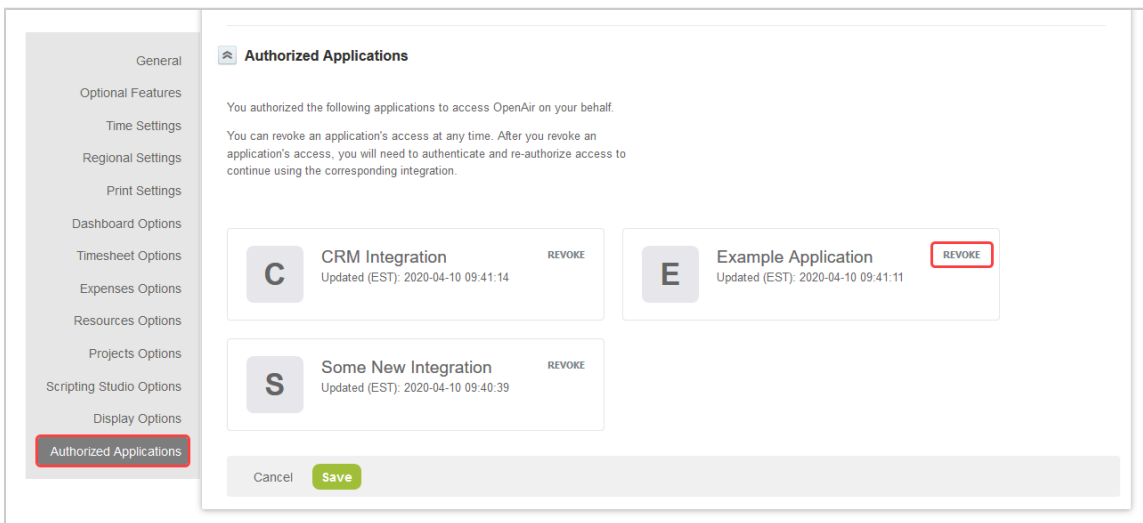 General
Optional Features
Time Settings
Regional Settings
Print Settings
Dashboard Options
Timesheet Options
Expenses Options
Resources Options
Projects Options
Scripting Studio Options
Display Options
Authorized Applications
Authorized Applications
You authorized the following applications to access OpenAir on your behalf.
You can revoke an application's access at any time. After you revoke an
application's access, you will need to authenticate and re-authorize access to
continue using the corresponding integration.
C
CRM Integration
REVOKE
Updated (EST): 2020-04-10 09:41:14
E
Example Application
REVOKE
Updated (EST): 2020-04-10 09:41:11
S
Some New Integration
REVOKE
Updated (EST): 2020-04-10 09:40:39
Cancel
Save